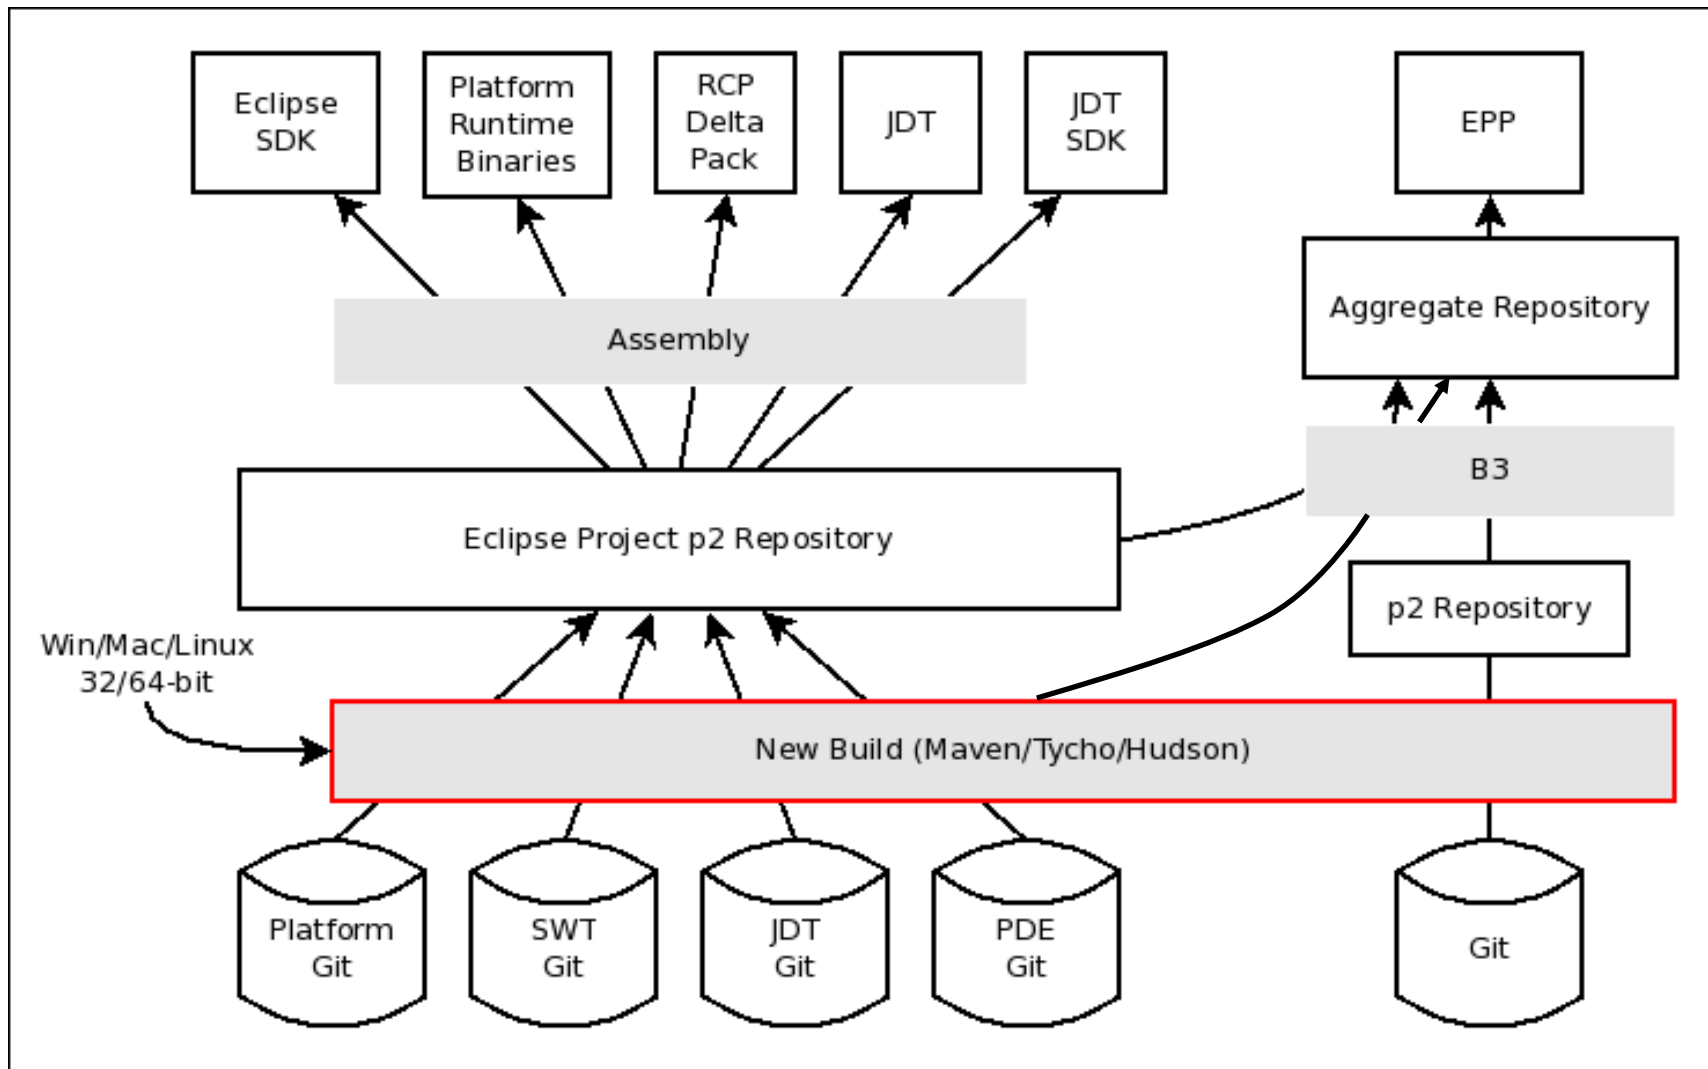 Eclipse
SDK
Platform
Runtime
Binaries
RCP
Delta
Pack
JDT
JDT
SDK
EPP
Aggregate Repository
Assembly
B3
Eclipse Project p2 Repository
p2 Repository
Win/Mac/Linux
32/64-bit
New Build (Maven/Tycho/Hudson)
Platform
Git
SWT
Git
JDT
Git
PDE
Git
Git